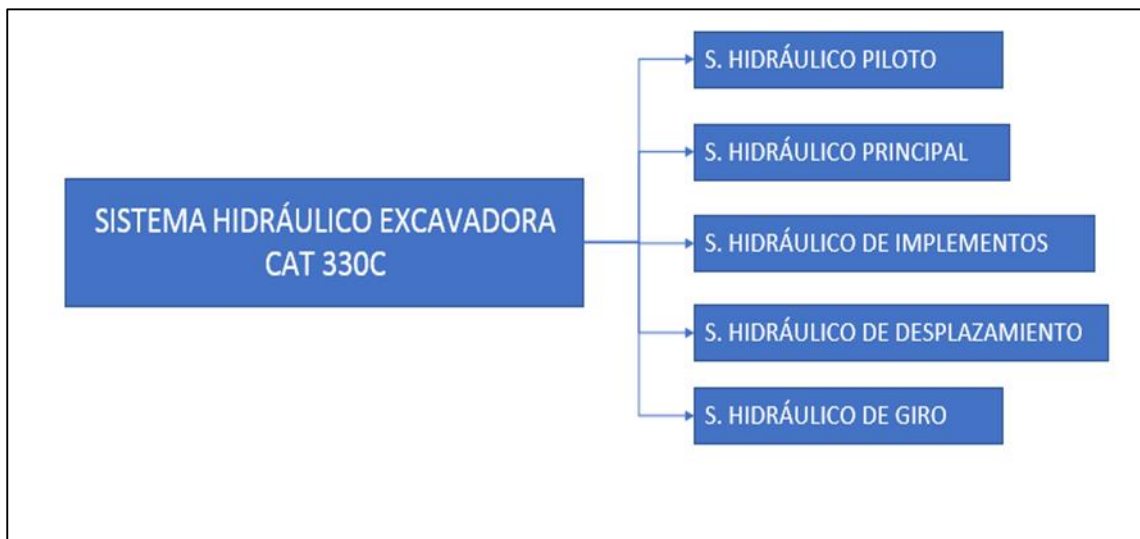 SISTEMA HIDRÁULICO EXCAVADORA
CAT 330C
S. HIDRÁULICO PILOTO
S. HIDRÁULICO PRINCIPAL
S. HIDRÁULICO DE IMPLEMENTOS
S. HIDRÁULICO DE DESPLAZAMIENTO
S. HIDRÁULICO DE GIRO